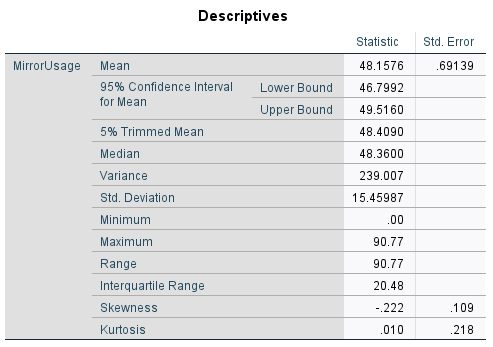 Descriptives
Statistic Std. Error
MirrorUsage Mean 48.1576 .69139
95% Confidence Interval for Mean Lower Bound 46.7992
Upper Bound 49.5160
5% Trimmed Mean 48.4090
Median 48.3600
Variance 239.007
Std. Deviation 15.45987
Minimum .00
Maximum 90.77
Range 90.77
Interquartile Range 20.48
Skewness -.222 .109
Kurtosis .010 .218